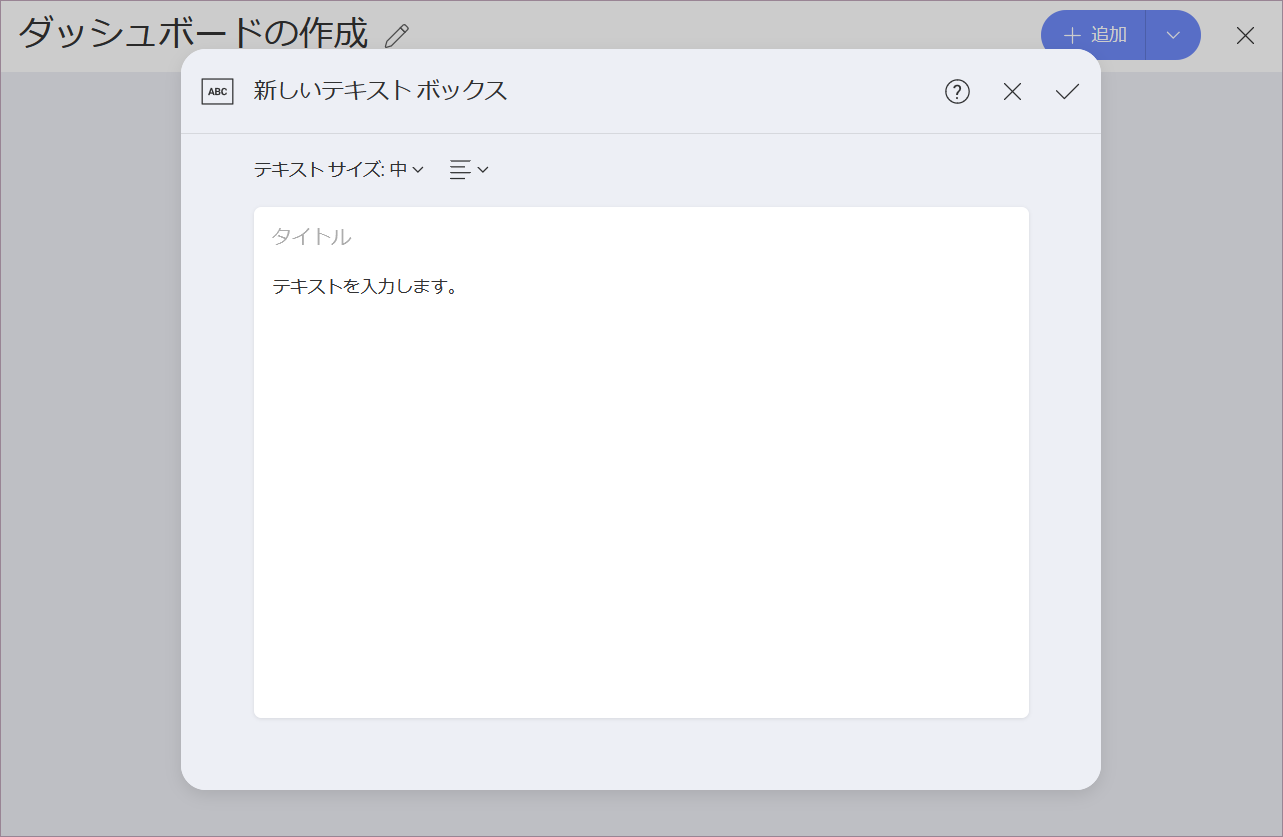 ダッシュボードの作成
追加
ABC 新しいテキスト ボックス
テキスト サイズ: 中
タイトル
テキストを入力します。